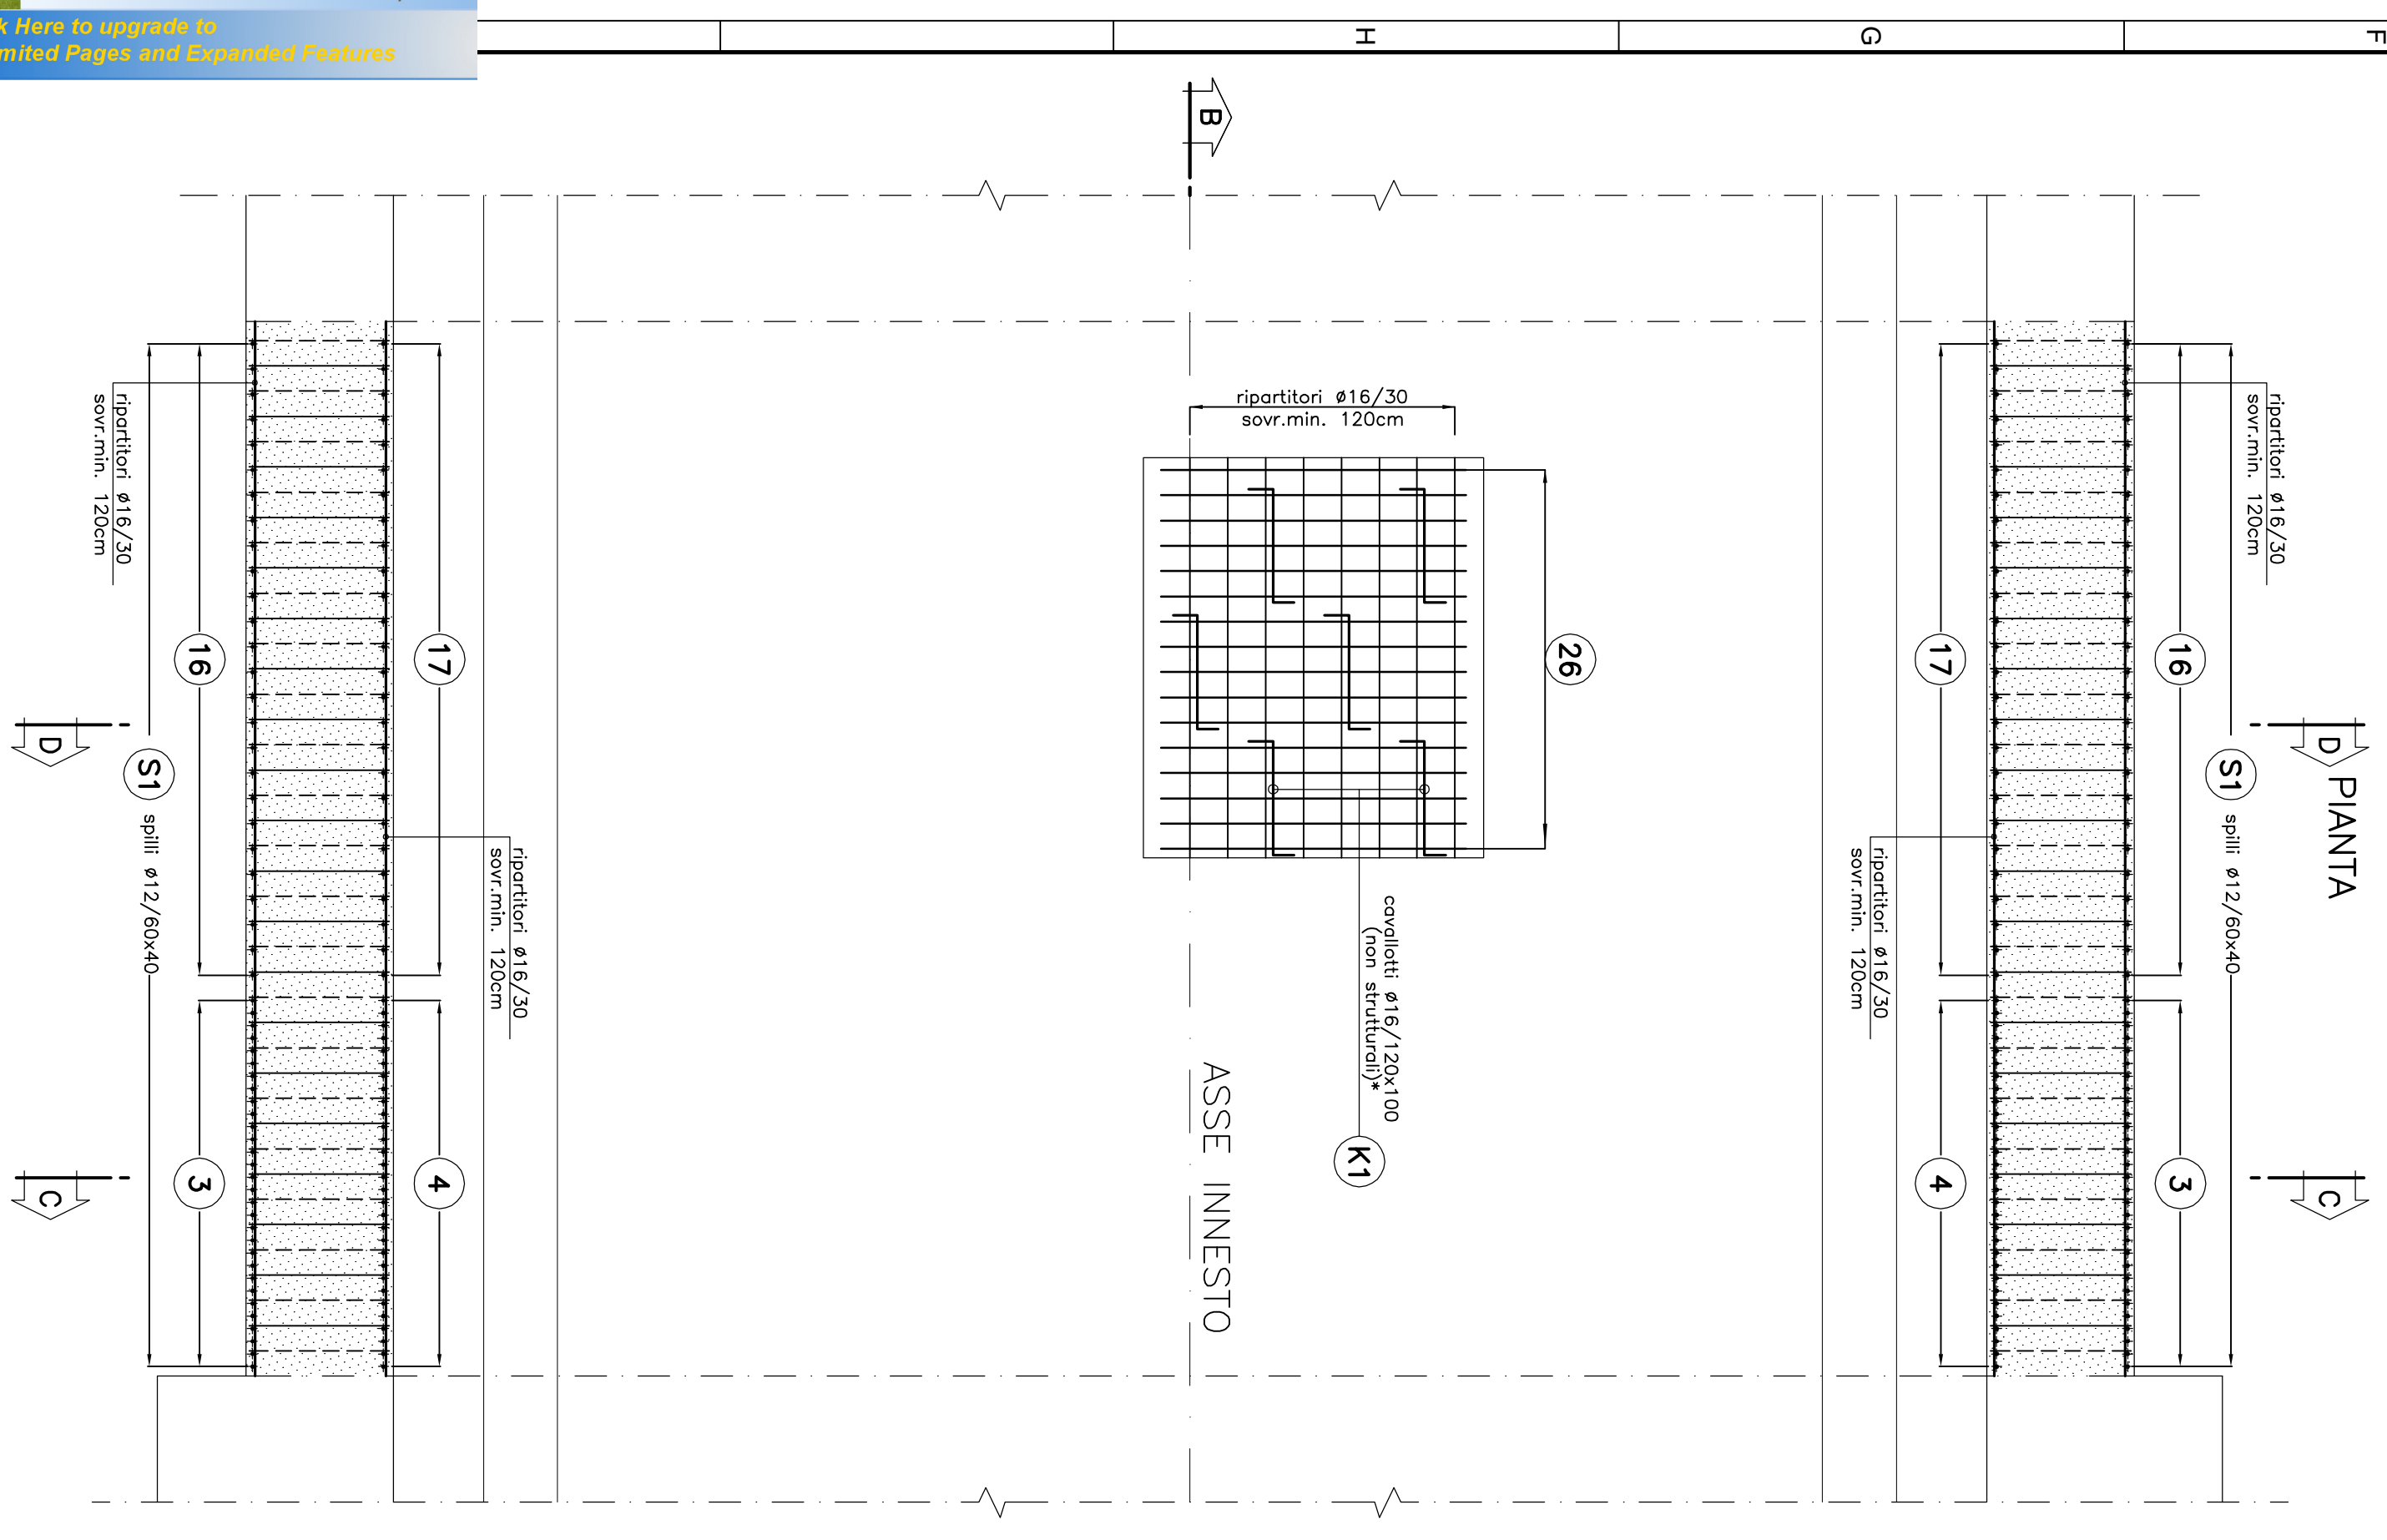 k Here to upgrade to
mited Pages and Expanded Features
H
G
F
B
ripartitori ø16/30
sovr.min. 120cm
ripartitori ø16/30
sovr.min. 120cm
ripartitori ø16/30
sovr.min. 120cm
16
17
26
17
16
D
S1
spilli ø12/60x40
D
PIANTA
S1
spilli ø12/60x40
ripartitori ø16/30
sovr.min. 120cm
ripartitori ø16/30
sovr.min. 120cm
cavallotti ø16/120x100
(non strutturali)*
K1
ASSE INNESTO
C
3
4
4
3
C